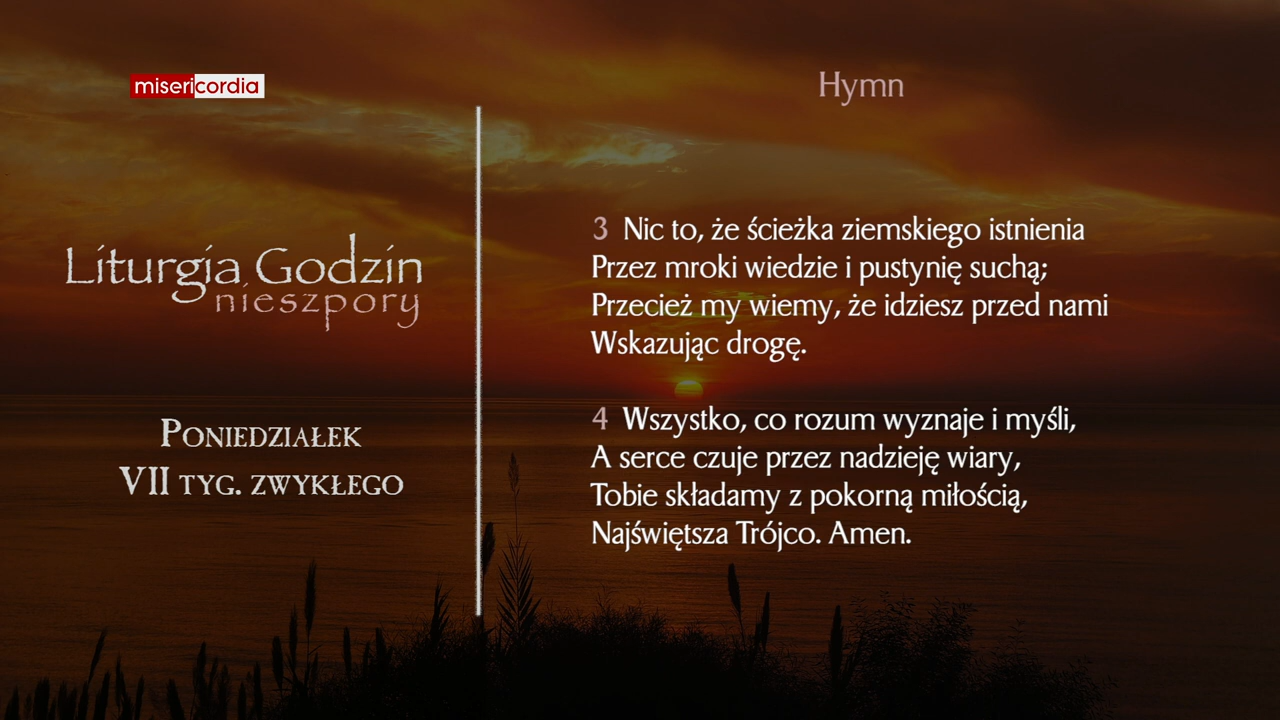 misericordia
Liturgia Godzin
nieszpory
Poniedziałek
VII tyg. zwykłego
Hymn
3 Nic to, że ścieżka ziemskiego istnienia
Przez mroki wiedzie i pustynię suchą;
Przecież my wiemy, że idziesz przed nami
Wskazując drogę.
4 Wszystko, co rozum wyznaje i myśli,
A serce czuje przez nadzieję wiary,
Tobie składamy z pokorną miłością,
Najświętsza Trójco. Amen.